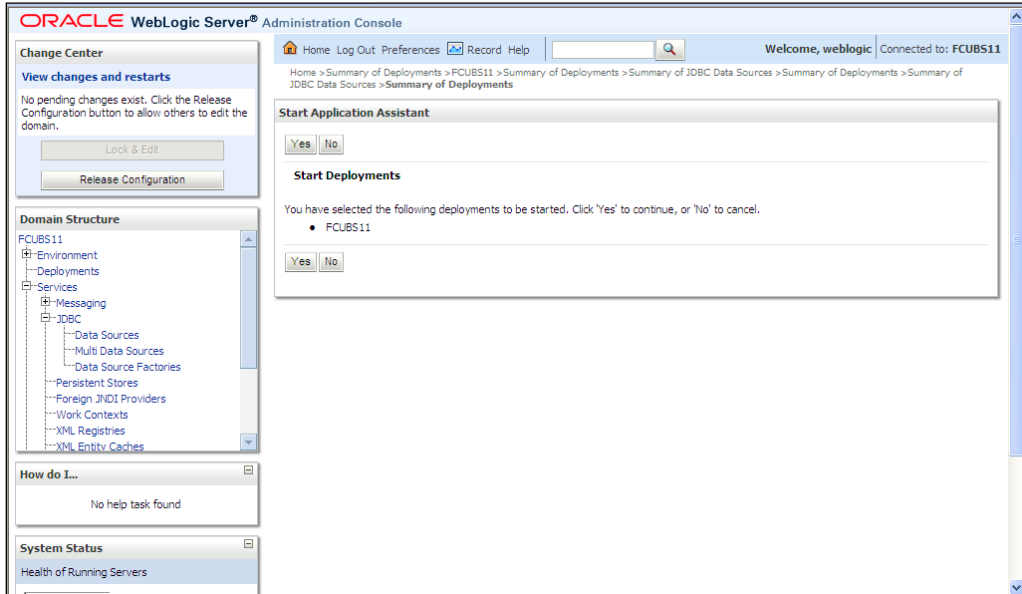 ORACLE WebLogic Server® Administration Console
Change Center
View changes and restarts
No pending changes exist. Click the Release
Configuration button to allow others to edit the
domain.
Lock & Edit
Release Configuration
Domain Structure
FCUBS11
Environment
Deployments
Services
Messaging
JDBC
Data Sources
Multi Data Sources
Data Source Factories
Persistent Stores
Foreign JNDI Providers
Work Contexts
XML Registries
XML Entity Caches
How do I...
No help task found
System Status
Health of Running Servers
Home Log Out Preferences Record Help
Welcome, weblogic Connected to: FCUBS11
Home >Summary of Deployments >FCUBS11 >Summary of Deployments >Summary of JDBC Data Sources >Summary of Deployments >Summary of
JDBC Data Sources >Summary of Deployments
Start Application Assistant
Yes No
Start Deployments
You have selected the following deployments to be started. Click 'Yes' to continue, or 'No' to cancel.
• FCUBS11
Yes No